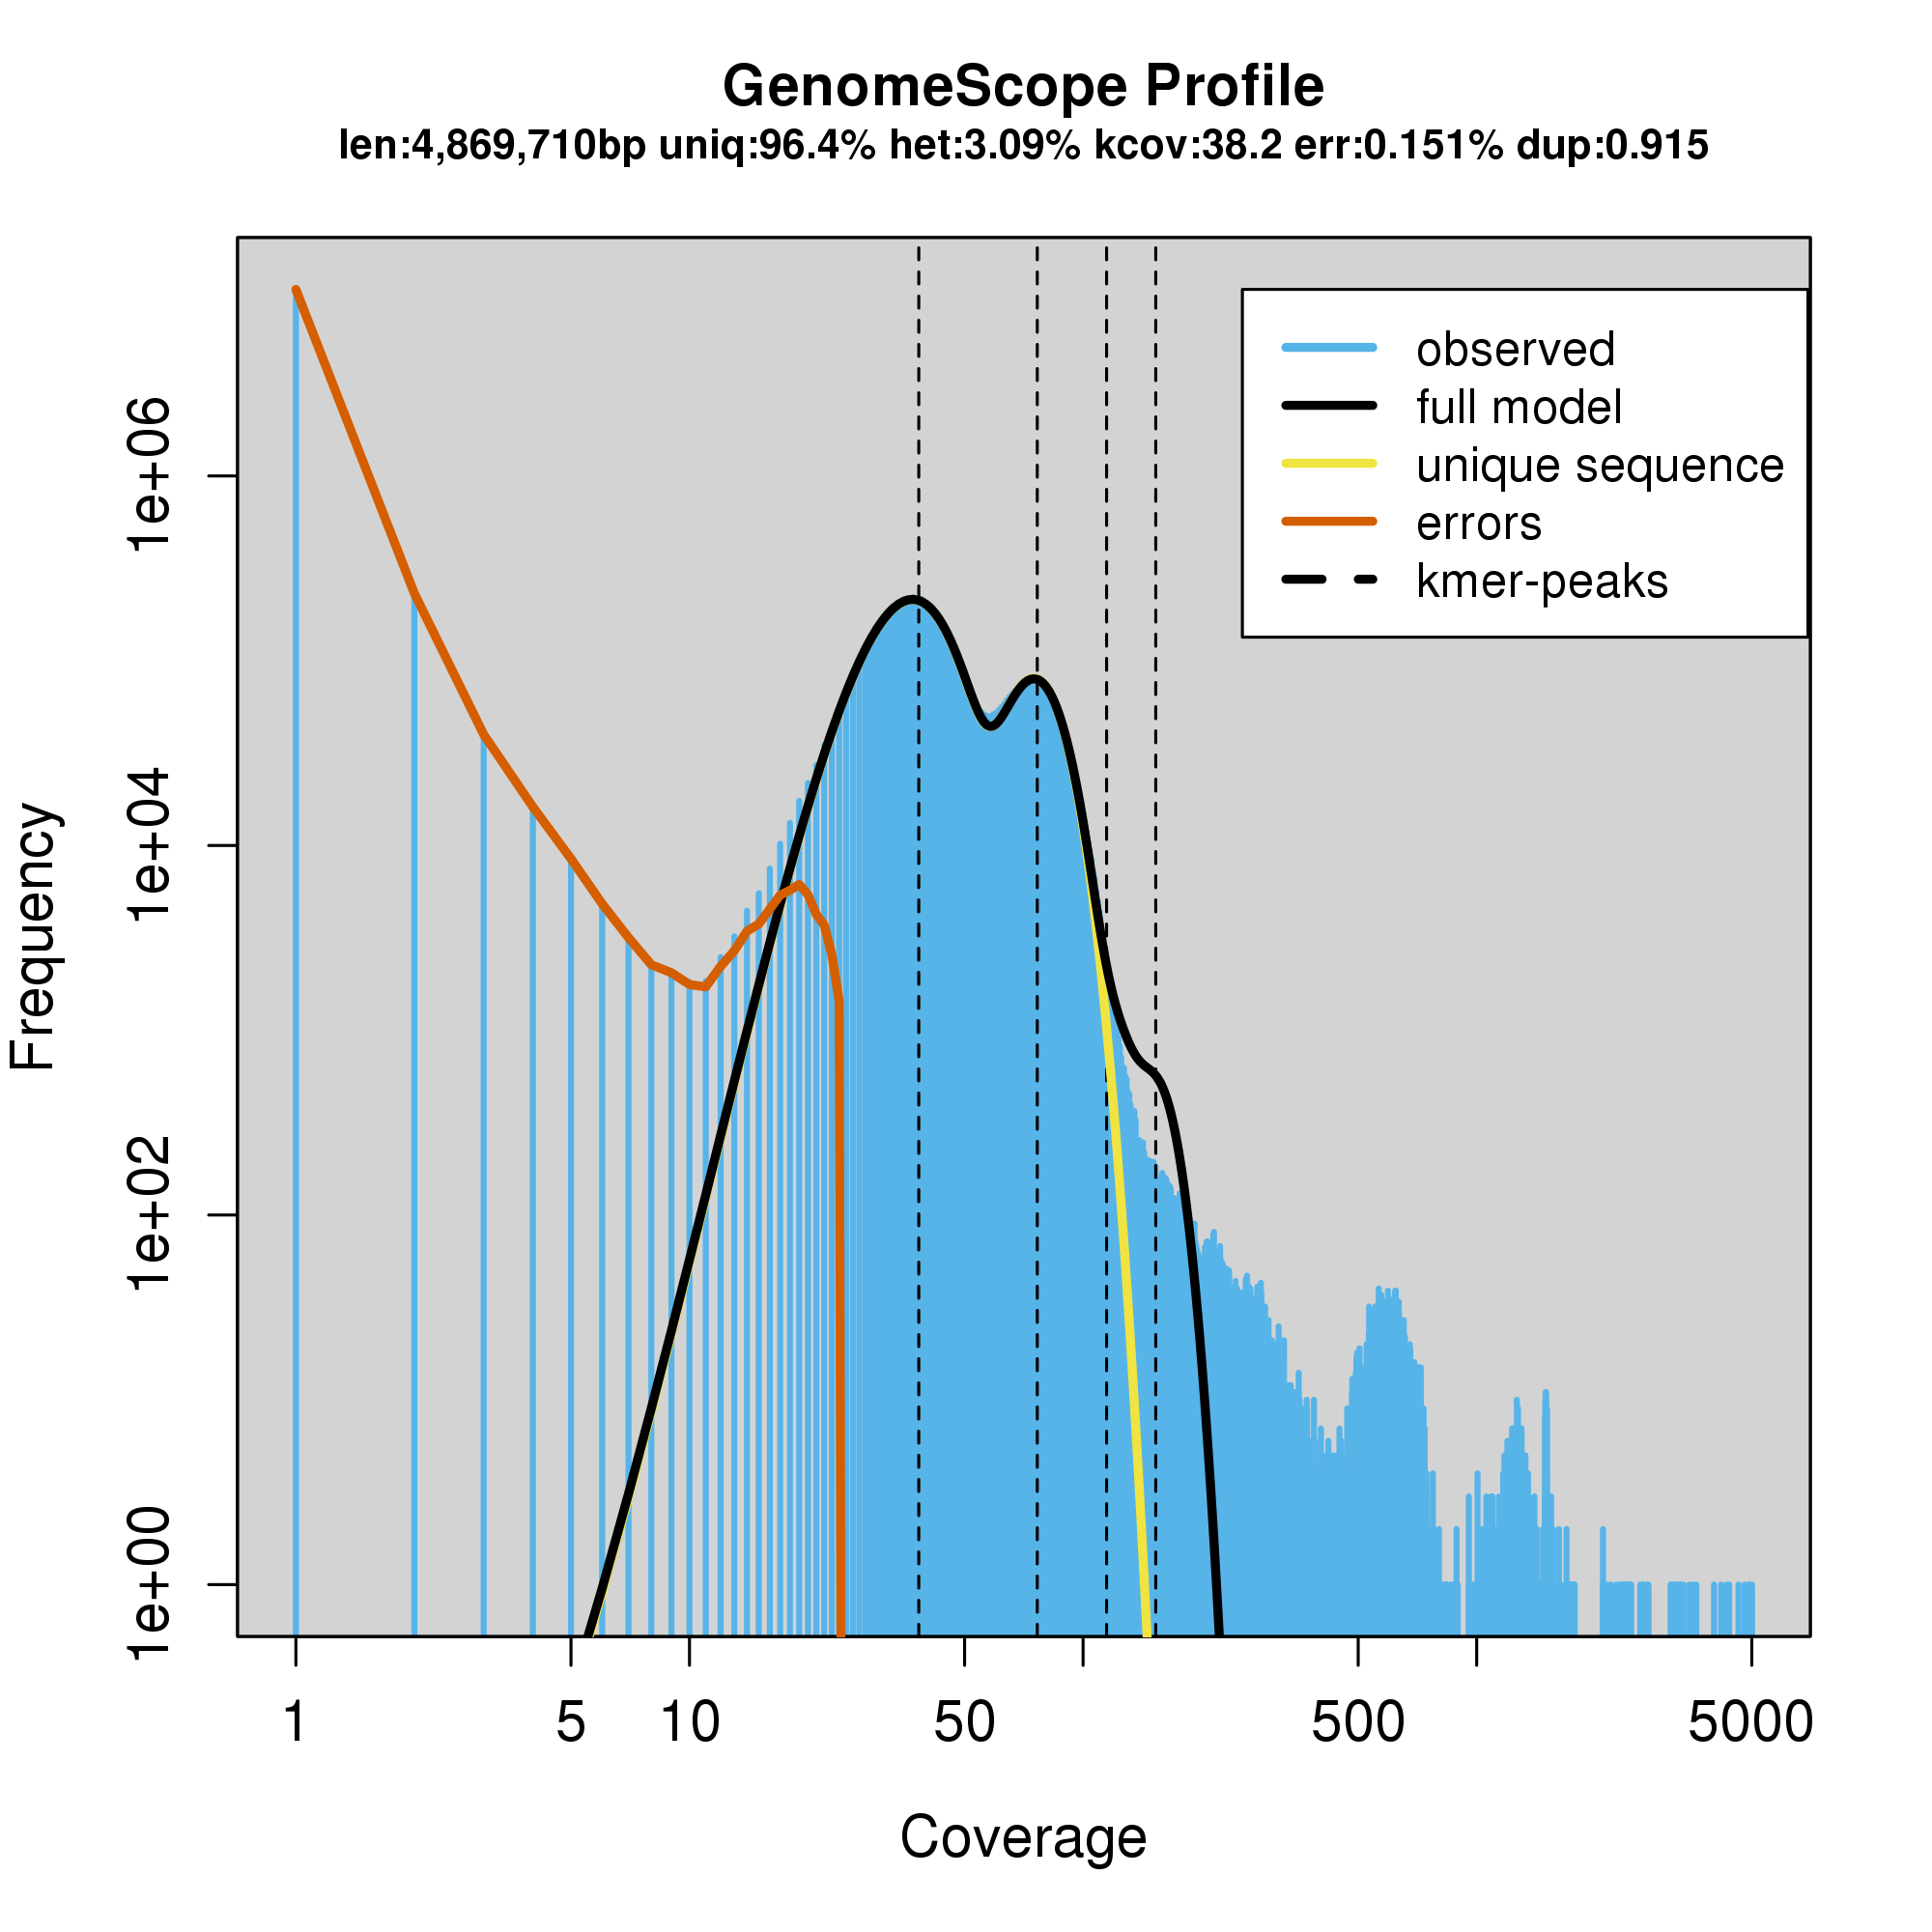 GenomeScope Profile
len:4,869,710bp uniq:96.4% het:3.09% kcov:38.2 err:0.151% dup:0.915
observed
full model
unique sequence
errors
kmer-peaks
Frequency
1e+06
1e+04
1e+02
1e+00
1 5 10 50 500 5000
Coverage